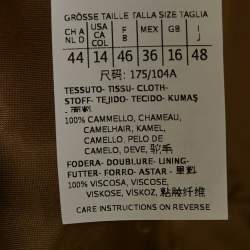 GRÖSSE TAILLE TALLA SIZE TAGLIA
CH A NL D USA CA COL F B MEX GB I J
44 14 46 36 16 48
尺码: 175/104A
TESSUTO- TISSU- CLOTH-
STOFF- TEJIDO- TECIDO- KUMAŞ
- 面料-
100% CAMMELLO, CHAMEAU,
CAMELHAIR, KAMEL,
CAMELLO, PELO DE
CAMELO, DEVE, 驼毛
FODERA- DOUBLURE- LINING-
FUTTER- FORRO- ASTAR - 里料-
100% VISCOSA, VISCOSE,
VISKOSE, VISKOZ, 粘胶纤维
CARE INSTRUCTIONS ON REVERSE